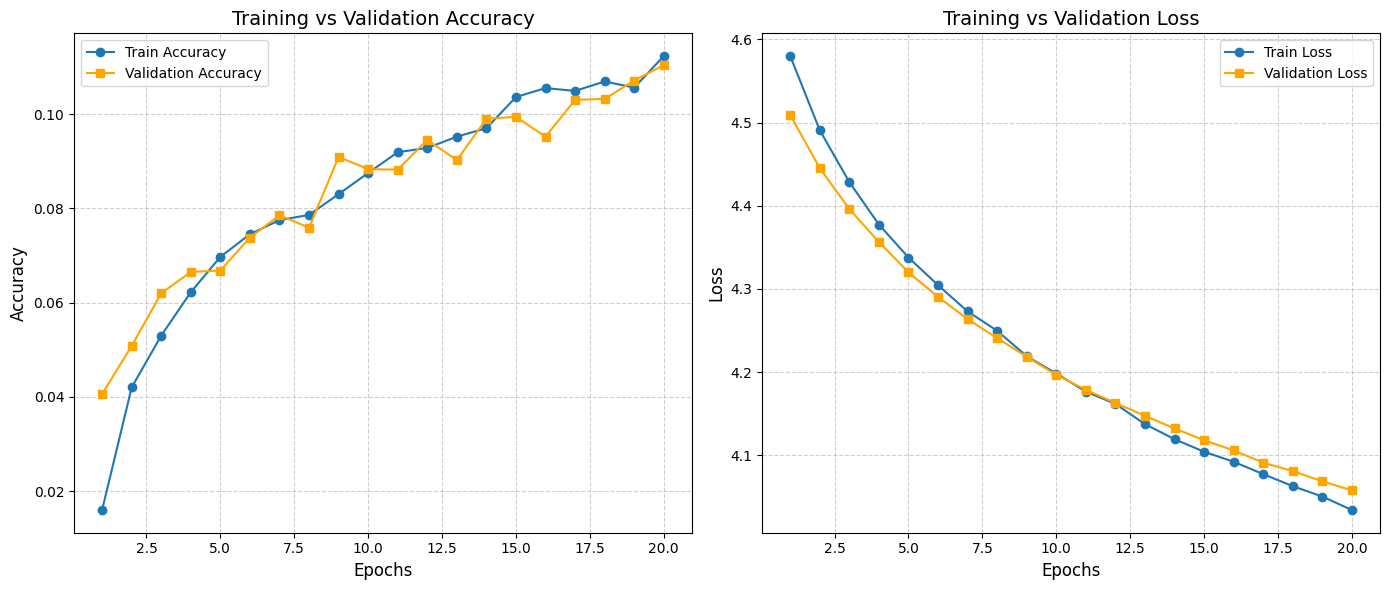 Training vs Validation Accuracy
Train Accuracy
Validation Accuracy
0.10
0.08
0.06
0.04
0.02
Accuracy
2.5 5.0 7.5 10.0 12.5 15.0 17.5 20.0
Epochs
Training vs Validation Loss
Train Loss
Validation Loss
4.6
4.5
4.4
4.3
4.2
4.1
Loss
2.5 5.0 7.5 10.0 12.5 15.0 17.5 20.0
Epochs